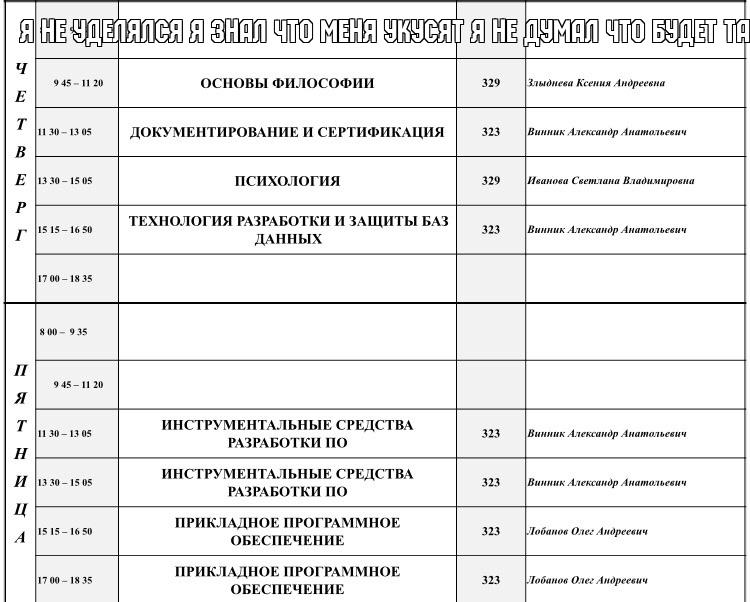 Я НЕ УДЕЛЯЛСЯ Я ЗНАЛ ЧТО МЕНЯ УКУСЯТ Я НЕ ДУМАЛ ЧТО БУДЕТ ТА
ЧЕТВЕРГ
9 45 – 11 20 ОСНОВЫ ФИЛОСОФИИ 329 Злыднева Ксения Андреевна
11 30 – 13 05 ДОКУМЕНТИРОВАНИЕ И СЕРТИФИКАЦИЯ 323 Винник Александр Анатольевич
13 30 – 15 05 ПСИХОЛОГИЯ 329 Иванова Светлана Владимировна
15 15 – 16 50 ТЕХНОЛОГИЯ РАЗРАБОТКИ И ЗАЩИТЫ БАЗ
ДАННЫХ 323 Винник Александр Анатольевич
17 00 – 18 35
ПЯТНИЦА
8 00 – 9 35
9 45 – 11 20
11 30 – 13 05 ИНСТРУМЕНТАЛЬНЫЕ СРЕДСТВА
РАЗРАБОТКИ ПО 323 Винник Александр Анатольевич
13 30 – 15 05 ИНСТРУМЕНТАЛЬНЫЕ СРЕДСТВА
РАЗРАБОТКИ ПО 323 Винник Александр Анатольевич
15 15 – 16 50 ПРИКЛАДНОЕ ПРОГРАММНОЕ
ОБЕСПЕЧЕНИЕ 323 Лобанов Олег Андреевич
17 00 – 18 35 ПРИКЛАДНОЕ ПРОГРАММНОЕ
ОБЕСПЕЧЕНИЕ 323 Лобанов Олег Андреевич